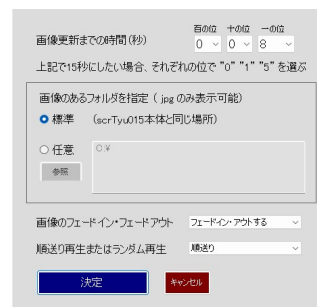 百の位 十の位 一の位
画像更新までの時間(秒) 0 0 8
上記で15秒にしたい場合、それぞれの位で "0" "1" "5" を選ぶ
画像のあるフォルダを指定 ( jpg のみ表示可能)
標準 (scrTyu015本体と同じ場所)
任意 C:¥
参照
画像のフェードイン・フェードアウト フェードイン・アウトする
順送り再生またはランダム再生 順送り
決定 キャンセル